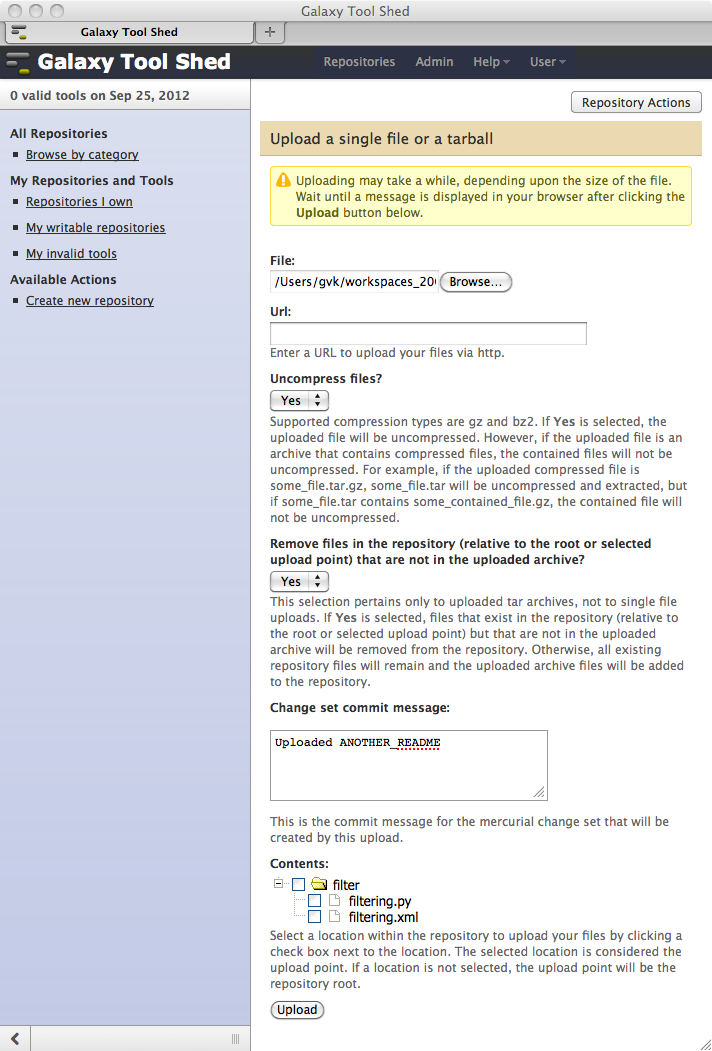 Galaxy Tool Shed
Galaxy Tool Shed
Galaxy Tool Shed
Repositories Admin Help User
0 valid tools on Sep 25, 2012
All Repositories
Browse by category
My Repositories and Tools
Repositories I own
My writable repositories
My invalid tools
Available Actions
Create new repository
Repository Actions
Upload a single file or a tarball
Uploading may take a while, depending upon the size of the file.
Wait until a message is displayed in your browser after clicking the
Upload button below.
File:
/Users/gvk/workspaces_200 Browse...
Url:
Enter a URL to upload your files via http.
Uncompress files?
Yes
Supported compression types are gz and bz2. If Yes is selected, the
uploaded file will be uncompressed. However, if the uploaded file is an
archive that contains compressed files, the contained files will not be
uncompressed. For example, if the uploaded compressed file is
some_file.tar.gz, some_file.tar will be uncompressed and extracted, but
if some_file.tar contains some_contained_file.gz, the contained file will
not be uncompressed.
Remove files in the repository (relative to the root or selected
upload point) that are not in the uploaded archive?
Yes
This selection pertains only to uploaded tar archives, not to single file
uploads. If Yes is selected, files that exist in the repository (relative to
the root or selected upload point) but that are not in the uploaded
archive will be removed from the repository. Otherwise, all existing
repository files will remain and the uploaded archive files will be added
to the repository.
Change set commit message:
Uploaded ANOTHER_README
This is the commit message for the mercurial change set that will be
created by this upload.
Contents:
filter
filtering.py
filtering.xml
Select a location within the repository to upload your files by clicking a
check box next to the location. The selected location is considered the
upload point. If a location is not selected, the upload point will be the
repository root.
Upload